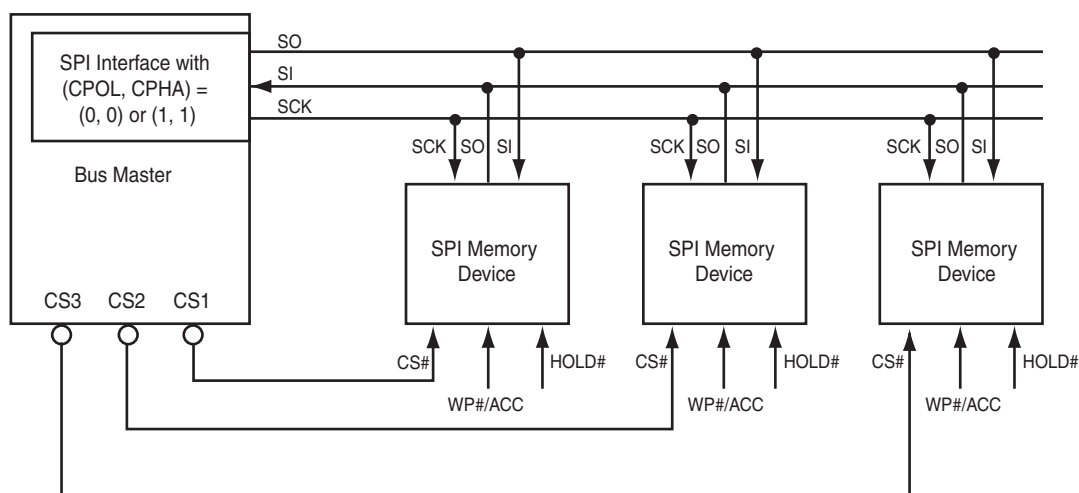 SO
SPI Interface with
(CPOL, CPHA) =
(0, 0) or (1, 1)
SI
SCK
Bus Master
SCK SO SI
SCK SO SI
SCK SO SI
SPI Memory
Device
SPI Memory
Device
SPI Memory
Device
CS3 CS2 CS1
CS# HOLD#
CS# HOLD#
CS# HOLD#
WP#/ACC
WP#/ACC
WP#/ACC